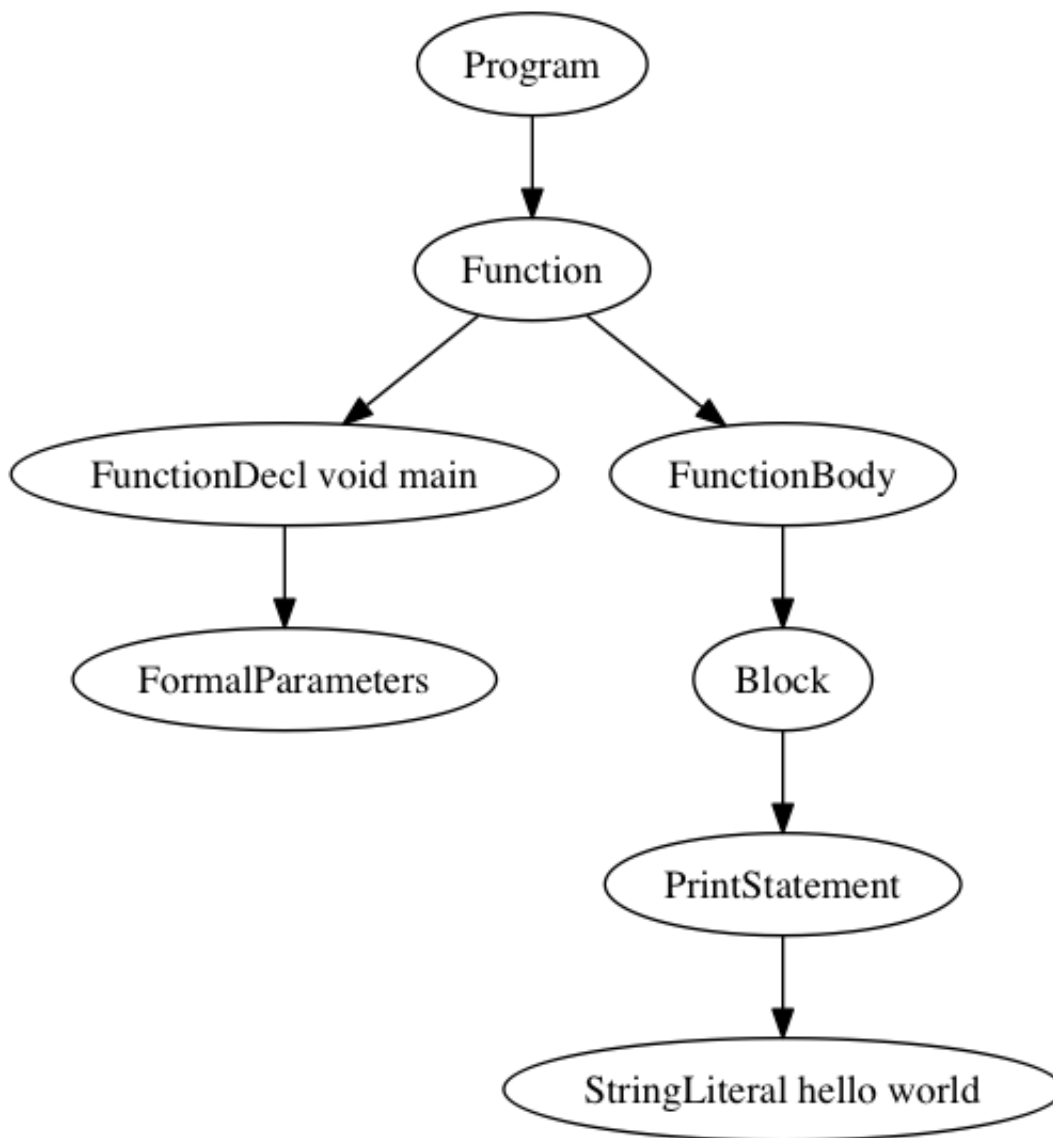 Program
Function
FunctionDecl void main
FunctionBody
FormalParameters
Block
PrintStatement
StringLiteral hello world